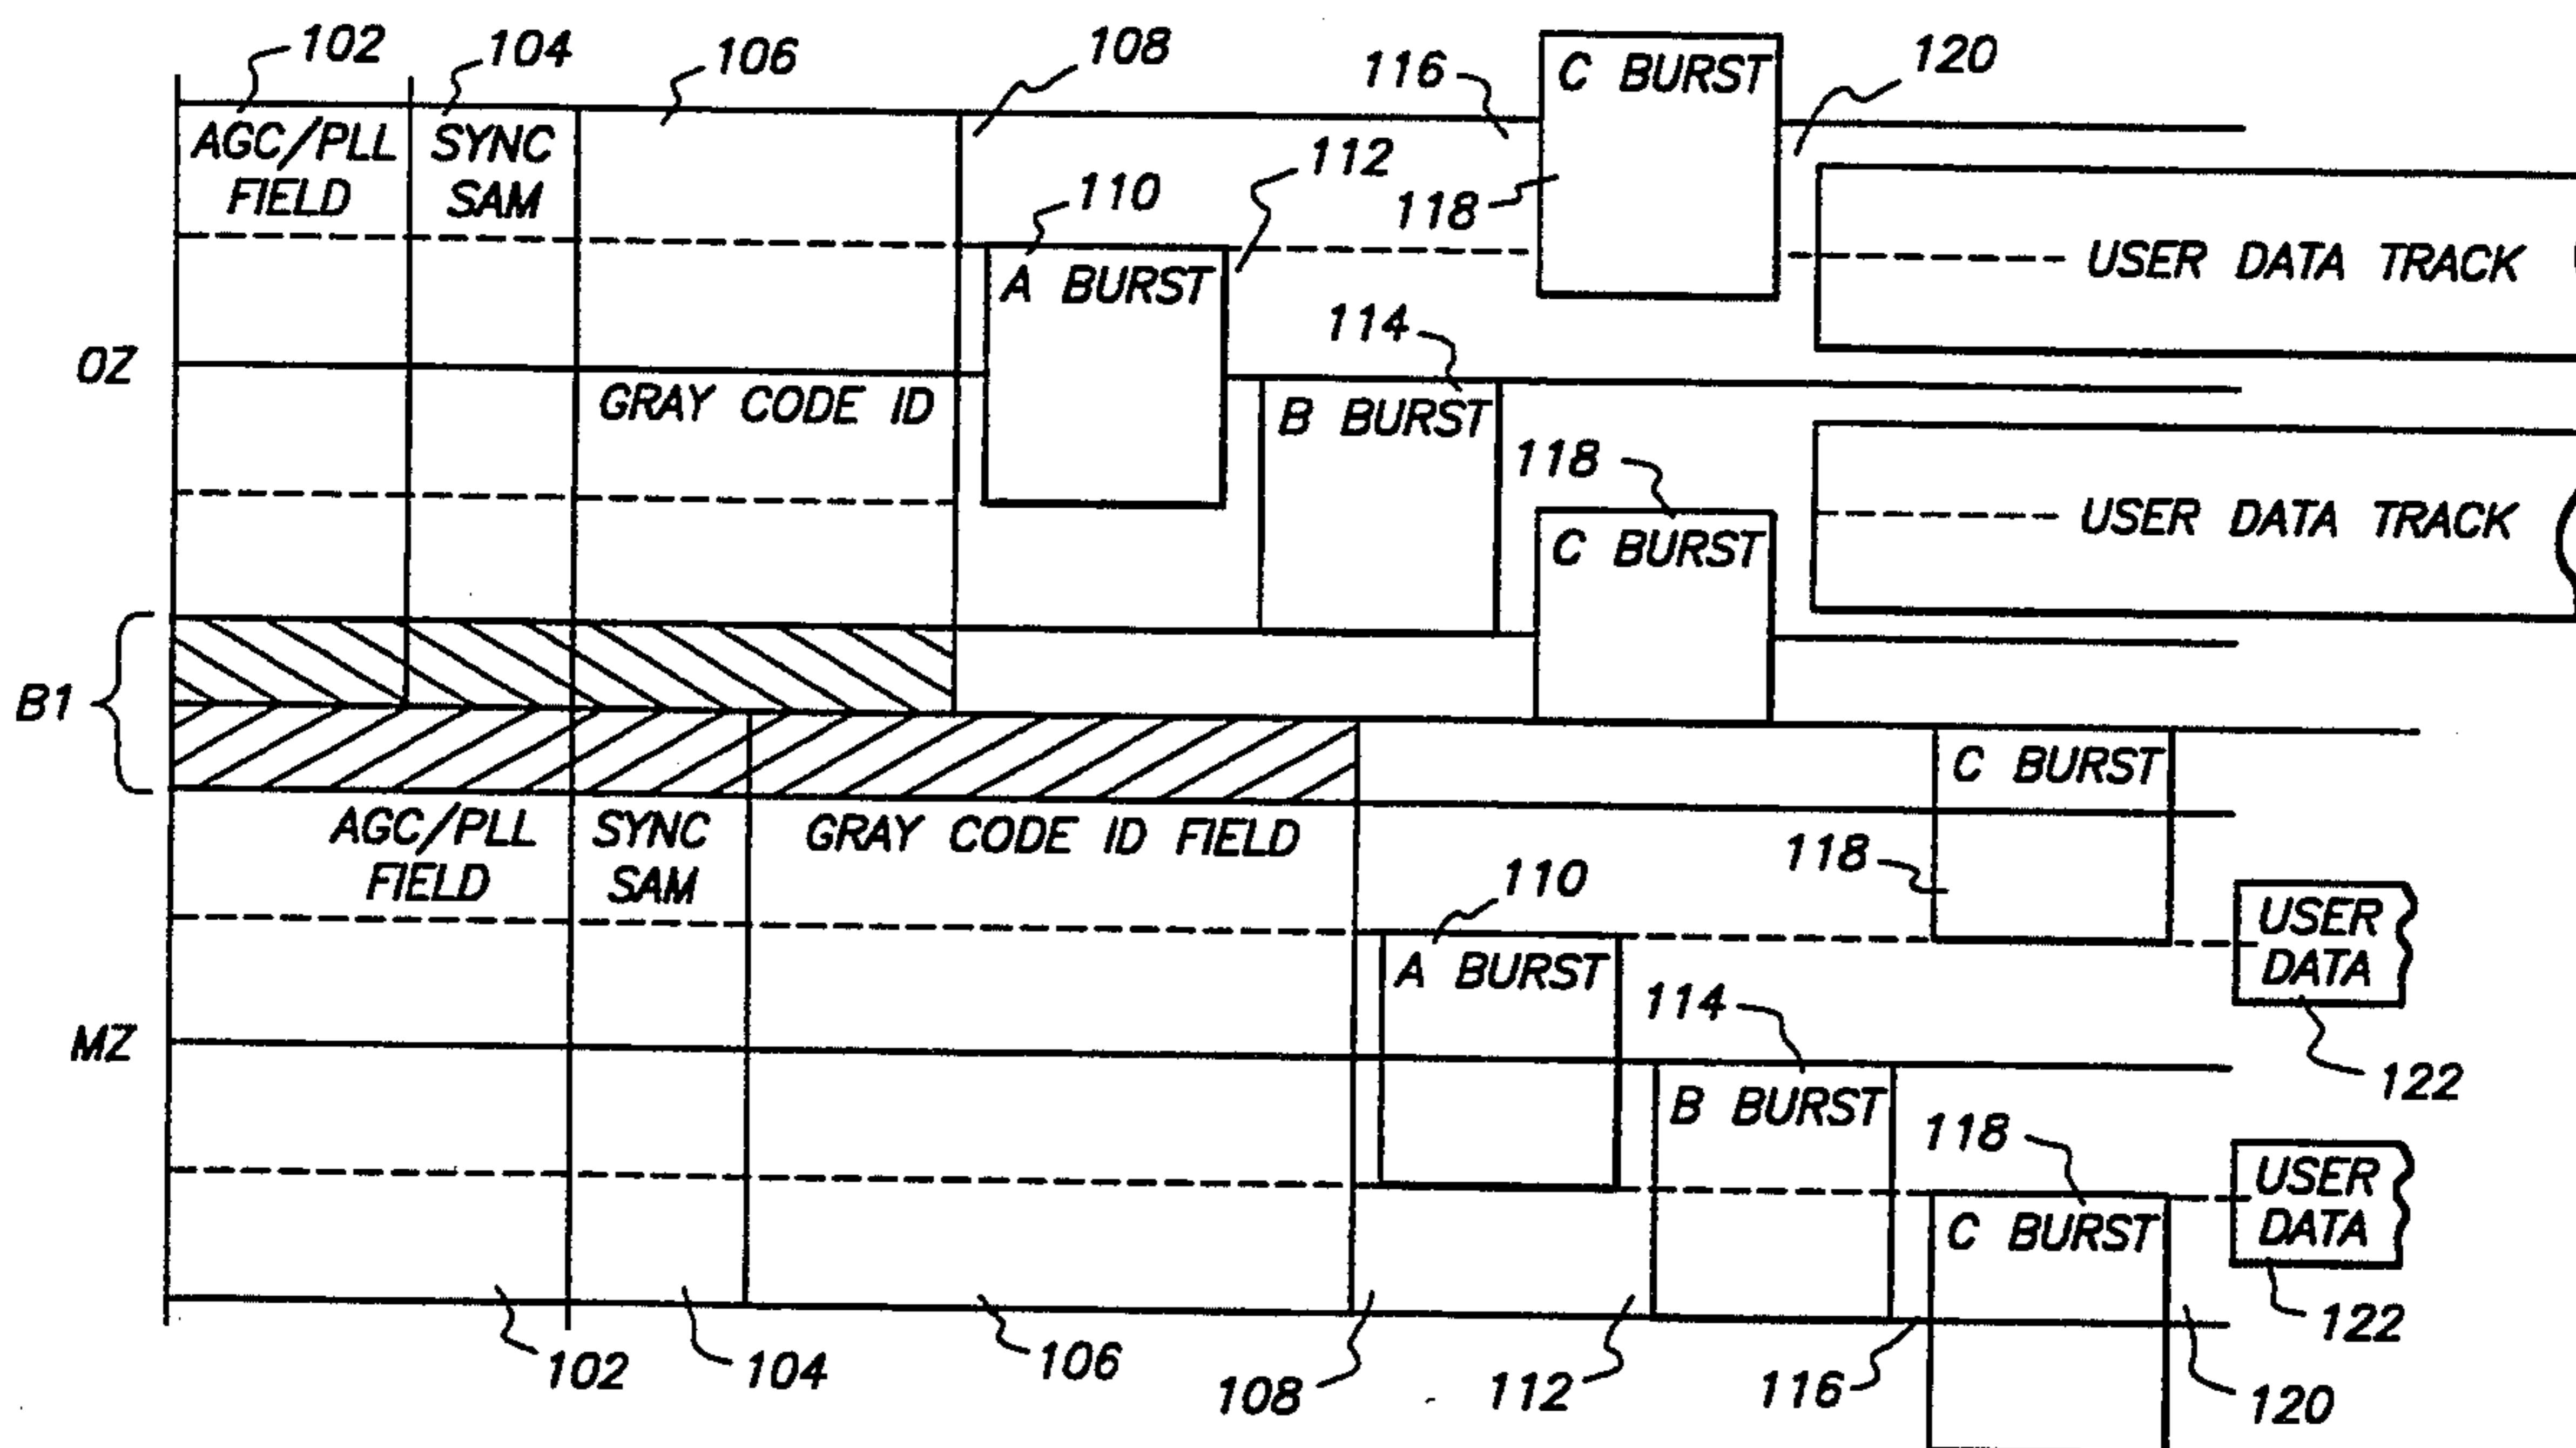 102
104
106
108
116
C BURST
120
AGC/PLL
FIELD
SYNC
SAM
110
112
118
A BURST
USER DATA TRACK
114
OZ
GRAY CODE ID
B BURST
118
C BURST
USER DATA TRACK
B1
C BURST
AGC/PLL
FIELD
SYNC
SAM
GRAY CODE ID FIELD
118
110
USER
DATA
A BURST
114
MZ
122
B BURST
118
USER
DATA
C BURST
102
104
106
108
112
116
122
120